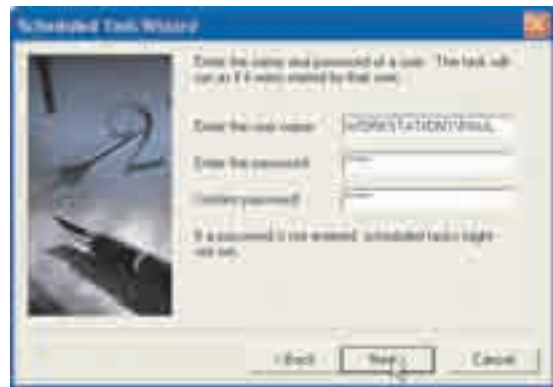 Scheduled Task Wizard
Enter the name and password of a user. The task will
run as if it were started by that user.
Enter the user name:
WORKSTATION1\PAUL
Enter the password:
Confirm password:
If a password is not entered, scheduled tasks might
not run.
< Back
Next >
Cancel